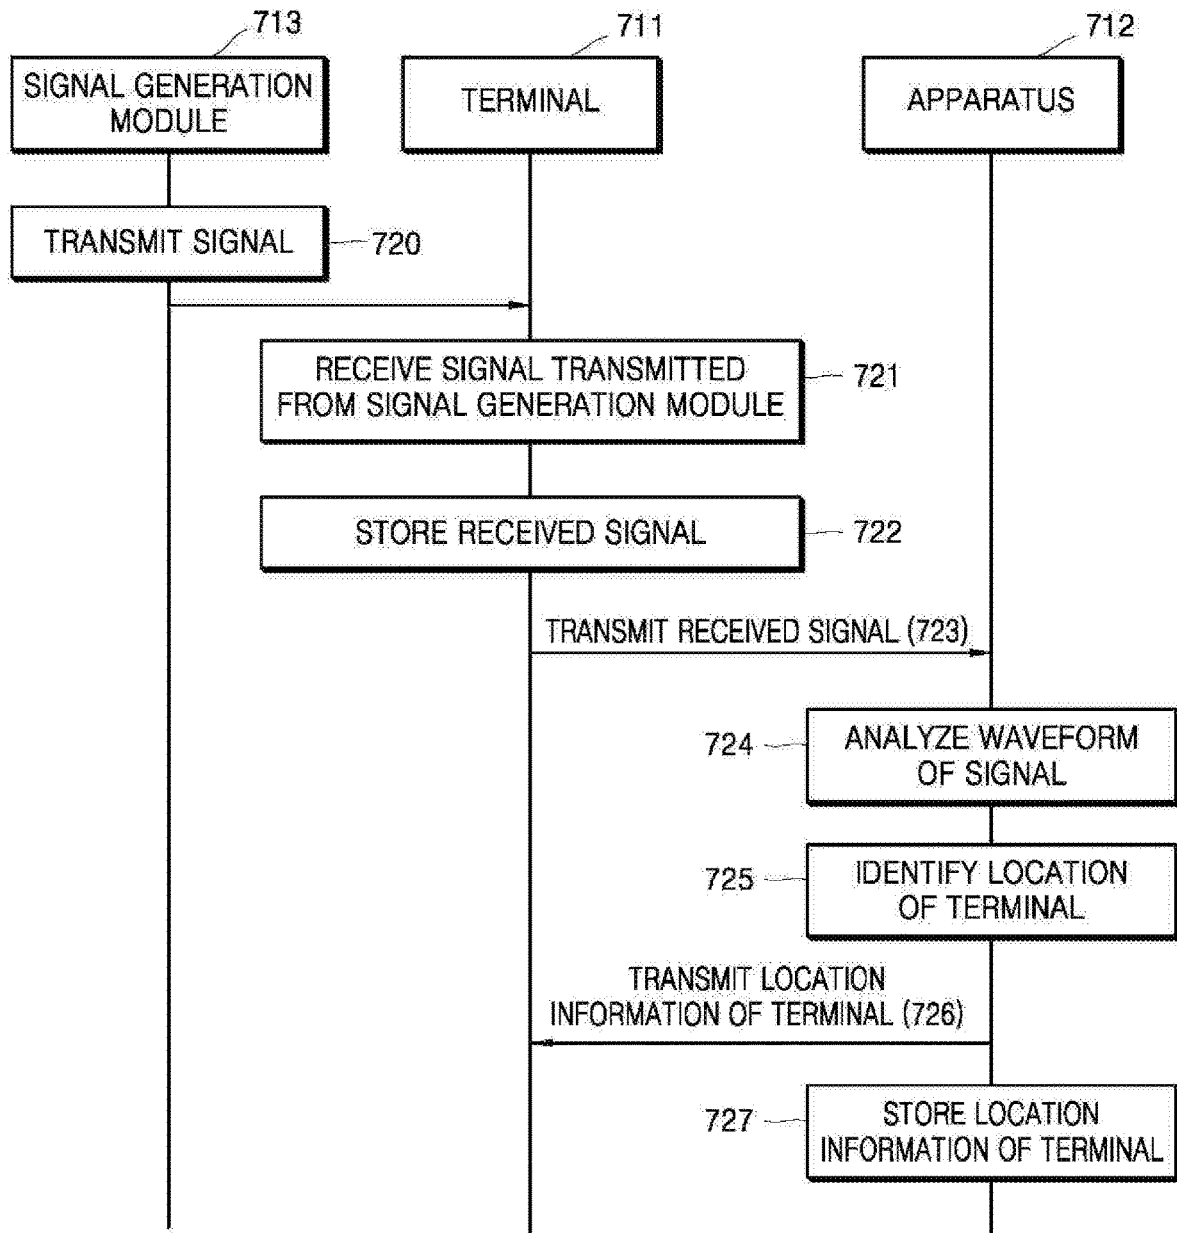 713
711
712
SIGNAL GENERATION
MODULE
TERMINAL
APPARATUS
TRANSMIT SIGNAL
720
RECEIVE SIGNAL TRANSMITTED
FROM SIGNAL GENERATION MODULE
721
STORE RECEIVED SIGNAL
722
TRANSMIT RECEIVED SIGNAL (723)
724
ANALYZE WAVEFORM
OF SIGNAL
725
IDENTIFY LOCATION
OF TERMINAL
TRANSMIT LOCATION
INFORMATION OF TERMINAL (726)
727
STORE LOCATION
INFORMATION OF TERMINAL